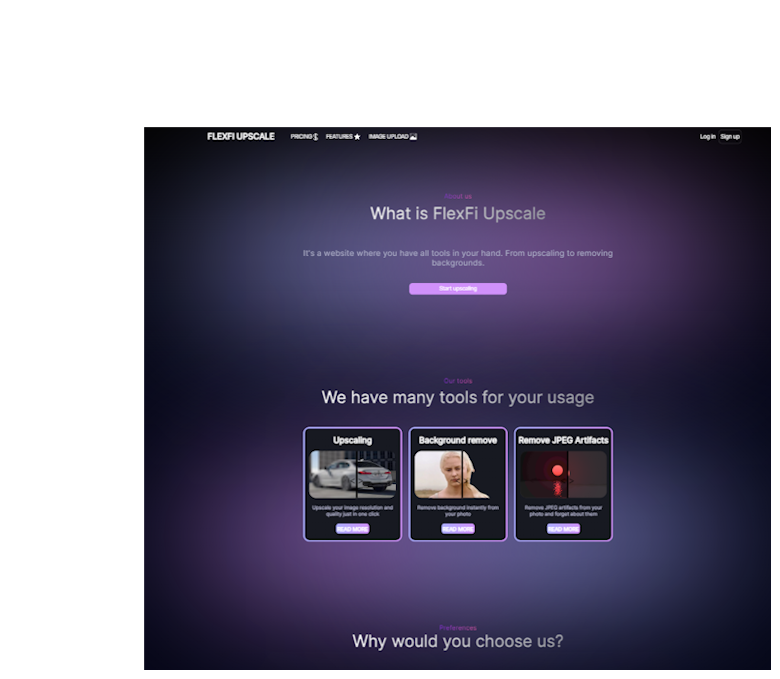 FLEXFI UPSCALE PRICING FEATURES IMAGE UPLOAD Log in Sign up
About us
What is FlexFi Upscale
It's a website where you have all tools in your hand. From upscaling to removing
backgrounds.
Start upscaling
Our tools
We have many tools for your usage
Upscaling
Upscale your image resolution and
quality just in one click
READ MORE
Background remove
Remove background instantly from
your photo
READ MORE
Remove JPEG Artifacts
Remove JPEG artifacts from your
photo and forget about them
READ MORE
Preferences
Why would you choose us?